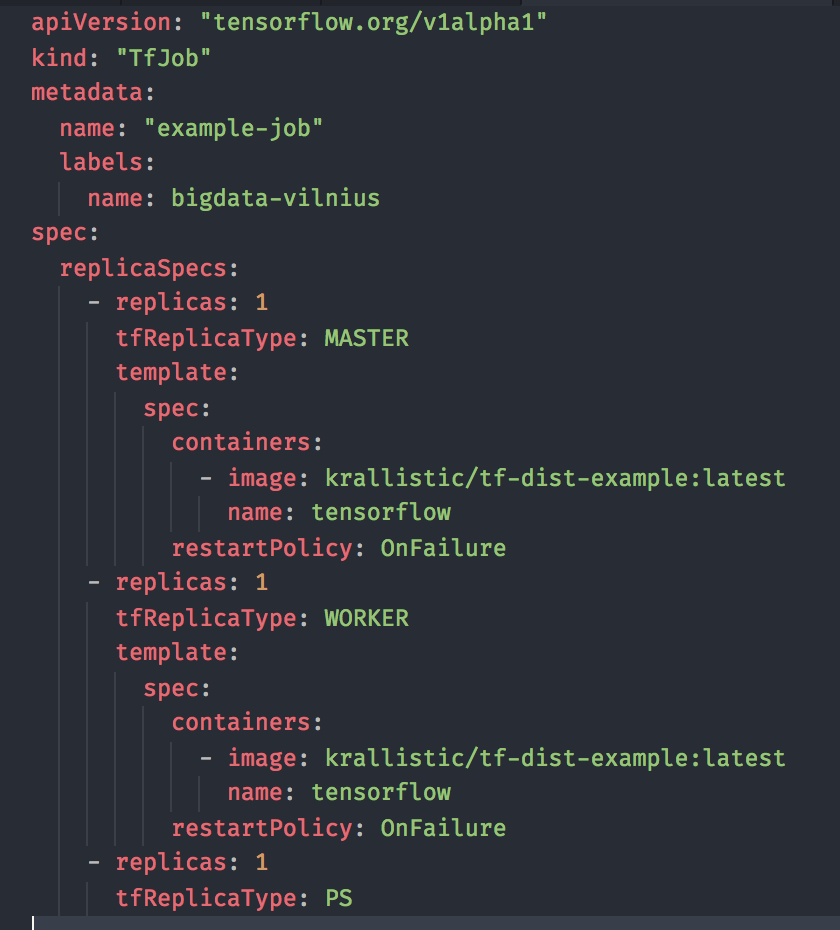 apiVersion: "tensorflow.org/v1alpha1"
kind: "TfJob"
metadata:
  name: "example-job"
  labels:
    name: bigdata-vilnius
spec:
  replicaSpecs:
    - replicas: 1
      tfReplicaType: MASTER
      template:
        spec:
          containers:
            - image: krallistic/tf-dist-example:latest
              name: tensorflow
          restartPolicy: OnFailure
    - replicas: 1
      tfReplicaType: WORKER
      template:
        spec:
          containers:
            - image: krallistic/tf-dist-example:latest
              name: tensorflow
          restartPolicy: OnFailure
    - replicas: 1
      tfReplicaType: PS